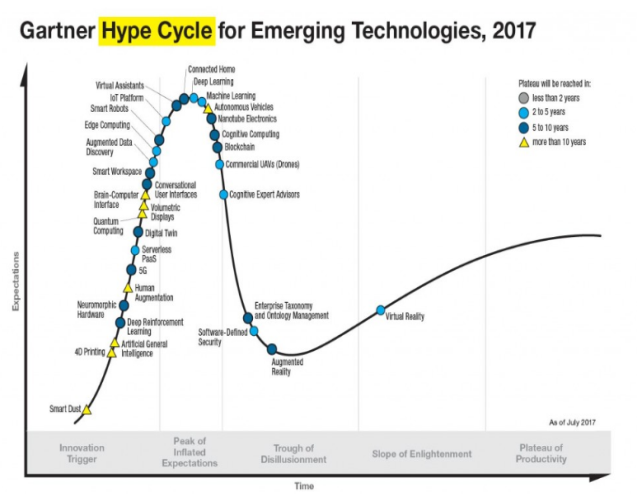 Gartner Hype Cycle for Emerging Technologies, 2017
Connected Home
Virtual Assistants
Deep Learning
IoT Platform
Machine Learning
Smart Robots
Autonomous Vehicles
Nanotube Electronics
Edge Computing
Cognitive Computing
Augmented Data
Discovery
Blockchain
Commercial UAVs (Drones)
Smart Workspace
Conversational
User Interfaces
Cognitive Expert Advisors
Brain-Computer
Interface
Volumetric
Displays
Quantum
Computing
Digital Twin
Serverless
PaaS
5G
Human
Augmentation
Neuromorphic
Hardware
Deep Reinforcement
Learning
Artificial General
Intelligence
4D Printing
Smart Dust
Enterprise Taxonomy
and Ontology Management
Software-Defined
Security
Augmented
Reality
Virtual Reality
Plateau will be reached in:
less than 2 years
2 to 5 years
5 to 10 years
more than 10 years
Expectations
As of July 2017
Innovation
Trigger
Peak of
Inflated
Expectations
Trough of
Disillusionment
Slope of Enlightenment
Plateau of
Productivity
Time